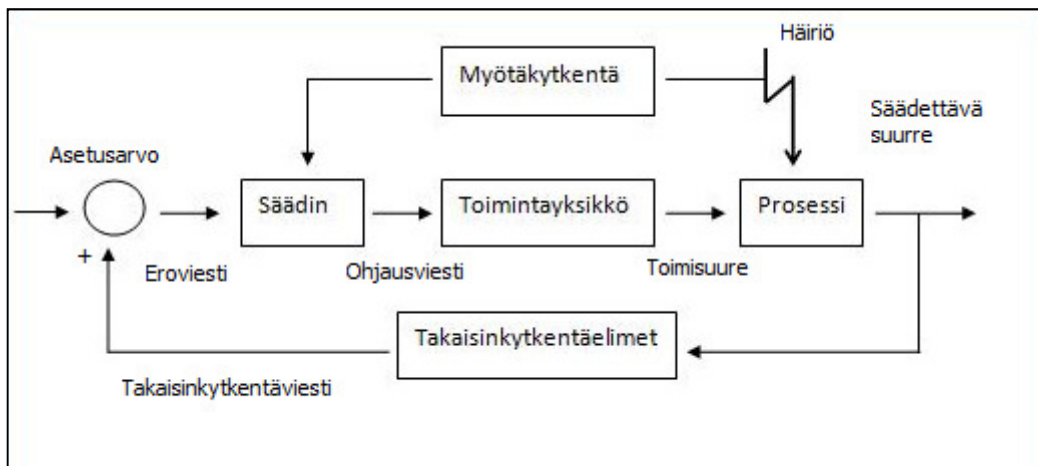 Häiriö
Myötäkytkentä
Säädettävä
suurre
Asetusarvo
Säädin
Toimintayksikkö
Prosessi
+
Eroviesti
Ohjausviesti
Toimisuure
Takaisinkytkentäelimet
Takaisinkytkentäviesti